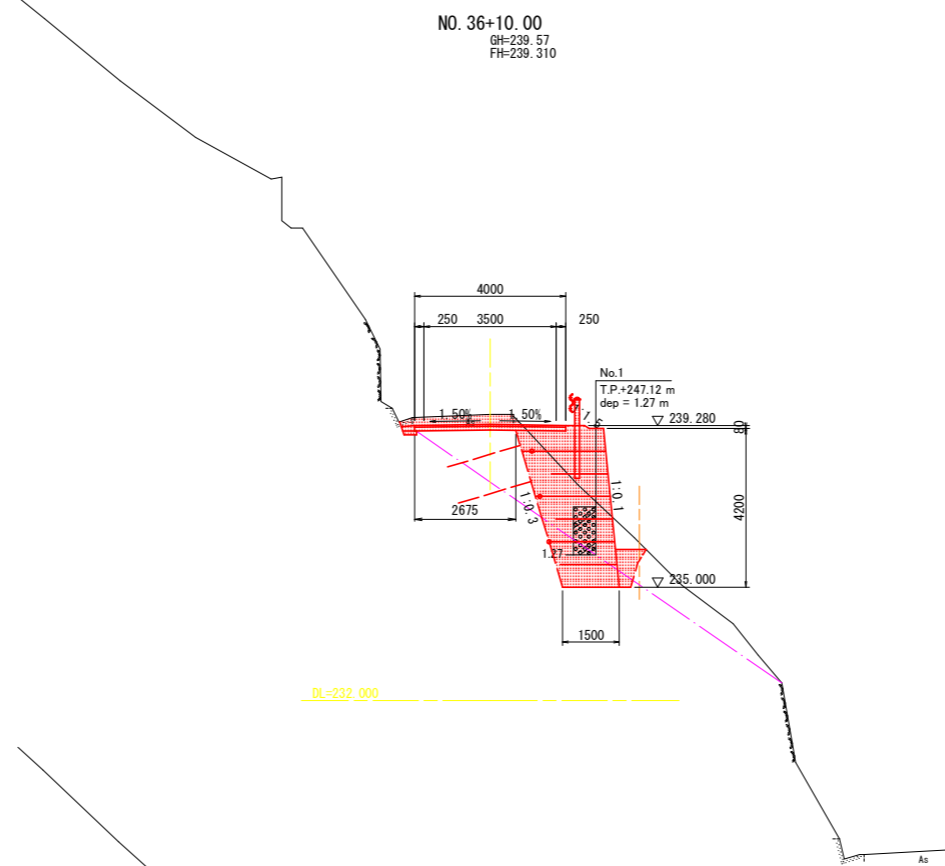 NO. 36+10.00
GH=239.57
FH=239.310
4000
250 3500 250
No.1
T.P.+247.12 m
dep = 1.27 m
1.50% 1.50%
239.280
80
1:0.3
1:0.1
2675
4200
1.27
235.000
1500
DL=232.000
As